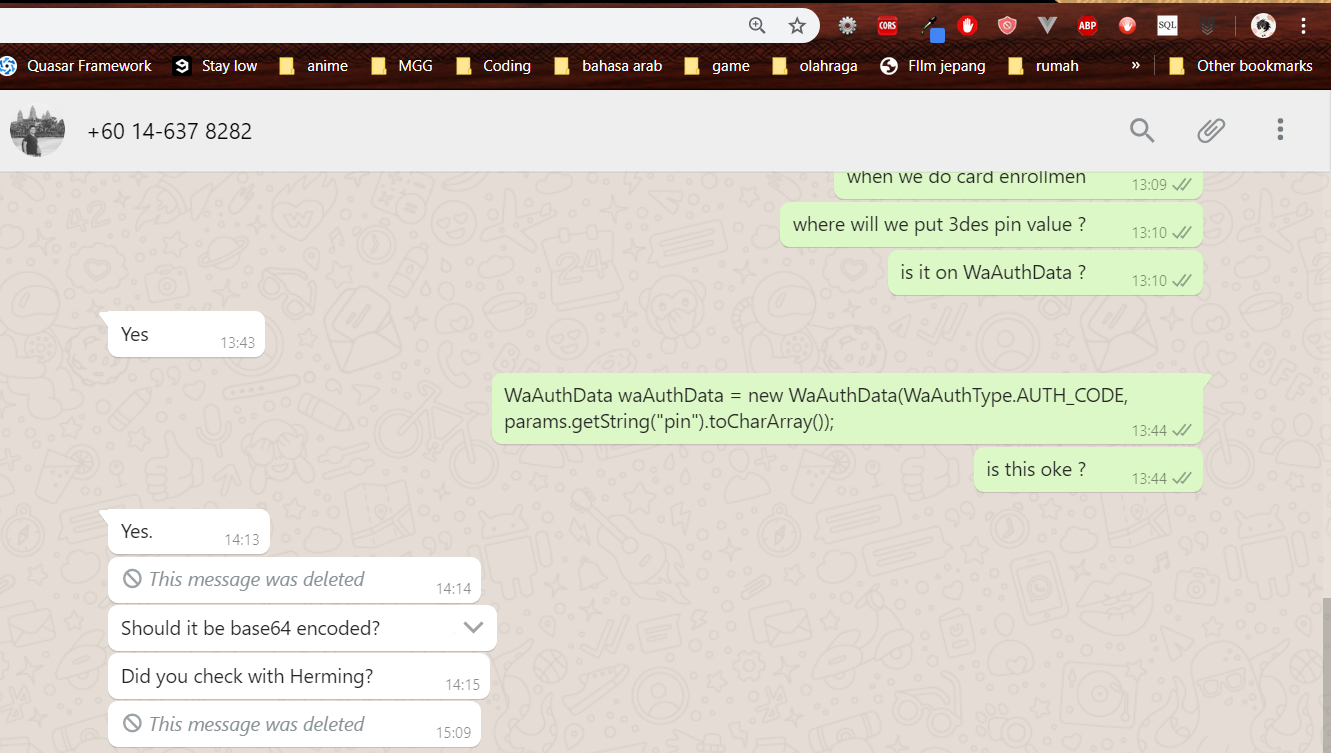 CORS
ABP
SQL
Quasar Framework
Stay low
anime
MGG
Coding
bahasa arab
game
olahraga
FIlm jepang
rumah
»
Other bookmarks
+60 14-637 8282
when we do card enrollmen
13:09
where will we put 3des pin value ?
13:10
is it on WaAuthData ?
13:10
Yes
13:43
WaAuthData waAuthData = new WaAuthData(WaAuthType.AUTH_CODE,
params.getString("pin").toCharArray());
13:44
is this oke ?
13:44
Yes.
14:13
This message was deleted
14:14
Should it be base64 encoded?
Did you check with Herming?
14:15
This message was deleted
15:09